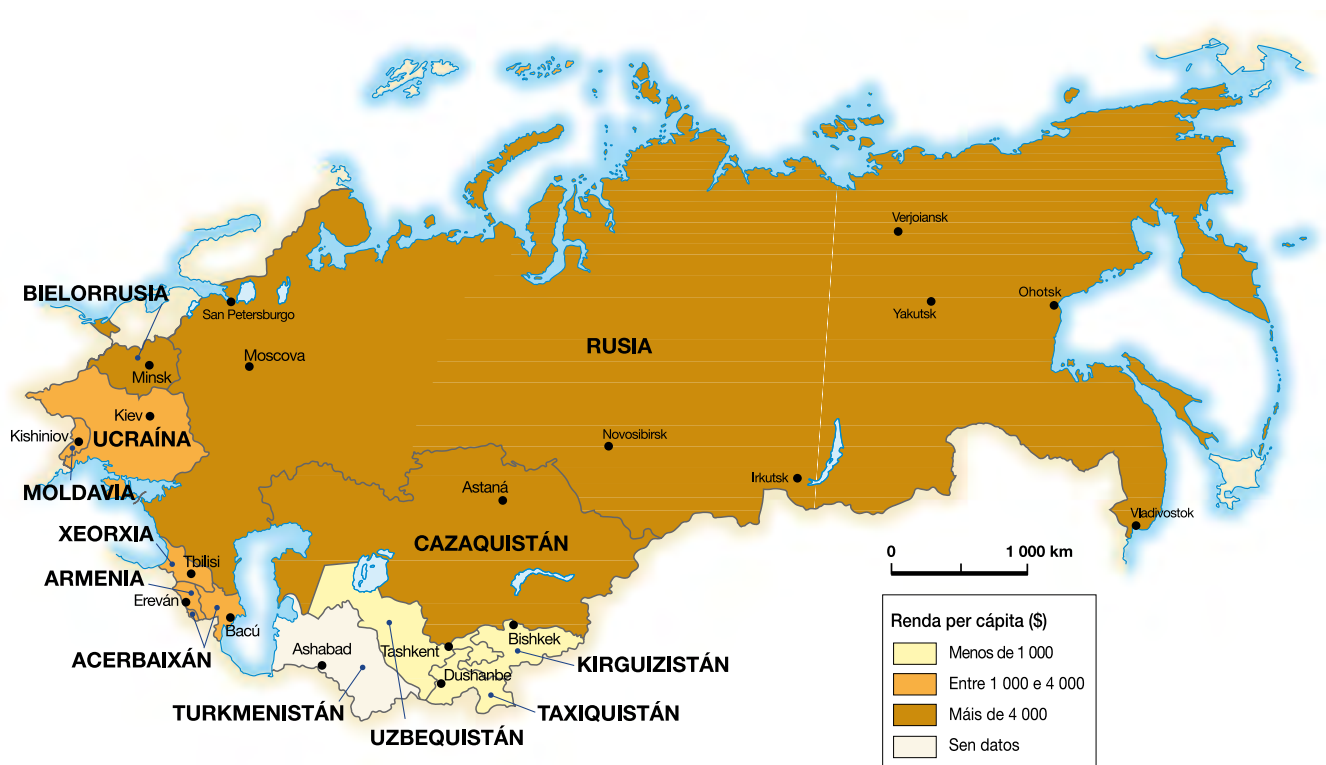 Verjoiansk
BIELORRUSIA
San Petersburgo
Yakutsk
Ohotsk
RUSIA
Moscova
Minsk
Kiev
Kishiniov
UCRAÍNA
Novosibirsk
Irkutsk
MOLDAVIA
Astaná
Vladivostok
XEORXIA
CAZAQUISTÁN
Tbilisi
ARMENIA
Ereván
Bacú
ACERBAIXÁN
Ashabad
Tashkent
Bishkek
Dushanbe
KIRGUIZISTÁN
TURKMENISTÁN
TAXIQUISTÁN
UZBEQUISTÁN
0 1 000 km
Renda per cápita ($)
Menos de 1 000
Entre 1 000 e 4 000
Máis de 4 000
Sen datos